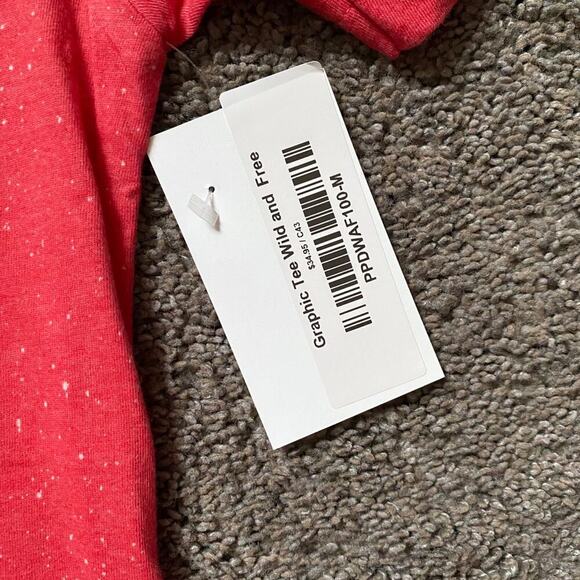 Graphic Tee Wild and Free
$34.95 / C43
PPDWAF100-M